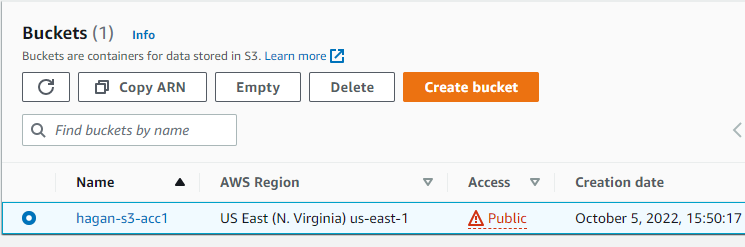 Buckets (1) Info
Buckets are containers for data stored in S3. Learn more
Copy ARN Empty Delete Create bucket
Find buckets by name
Name AWS Region Access Creation date
hagan-s3-acc1 US East (N. Virginia) us-east-1 Public October 5, 2022, 15:50:17